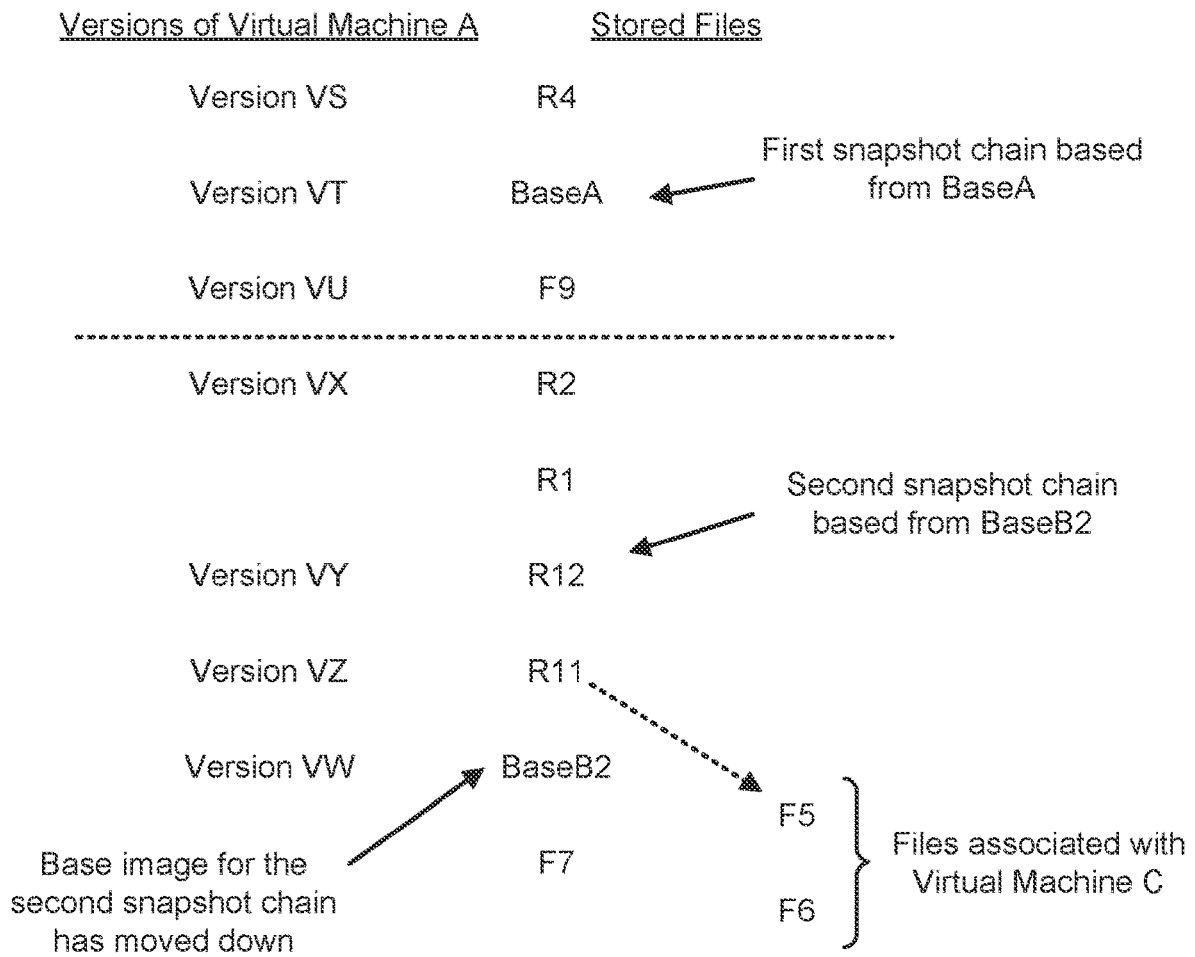 Versions of Virtual Machine A Stored Files
Version VS R4
First snapshot chain based
from BaseA
Version VT BaseA
Version VU F9
Version VX R2
R1
Second snapshot chain
based from BaseB2
Version VY R12
Version VZ R11
Version VW BaseB2
F5
F7
Files associated with
Virtual Machine C
F6
Base image for the
second snapshot chain
has moved down